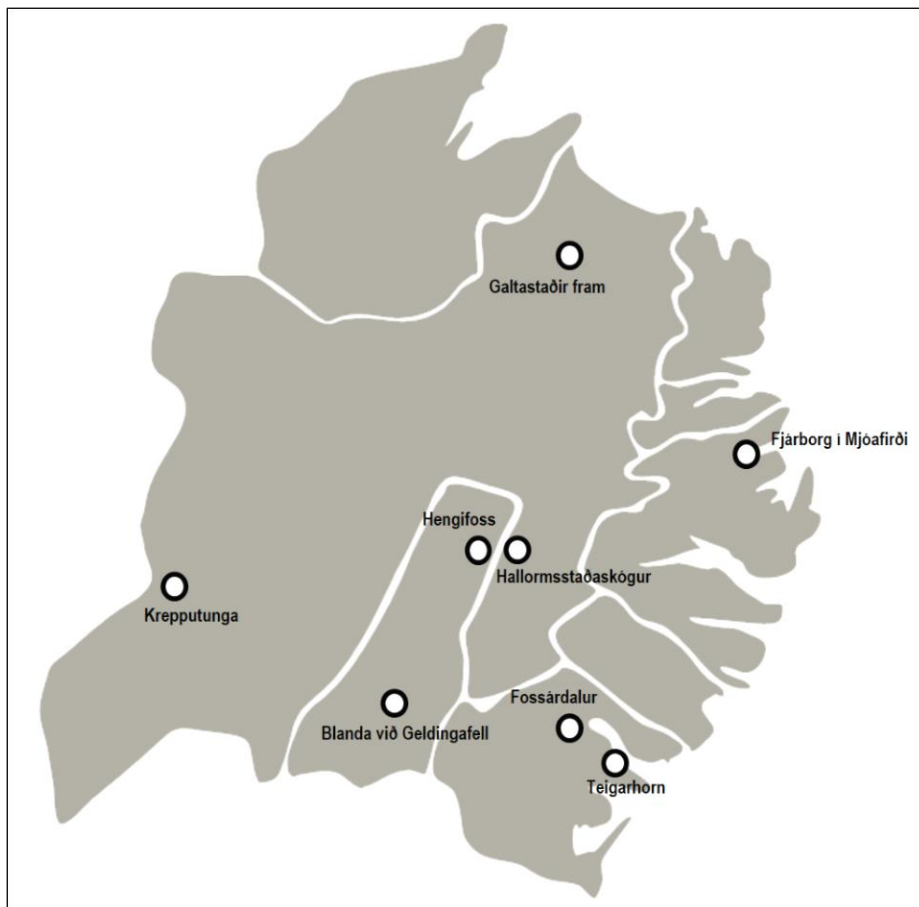 Galtastaðir fram
Fjárborg í Mjóafirði
Hengifoss
Hallormsstaðaskógur
Krepputunga
Fossárdalur
Blanda við Geldingafell
Teigarhorn